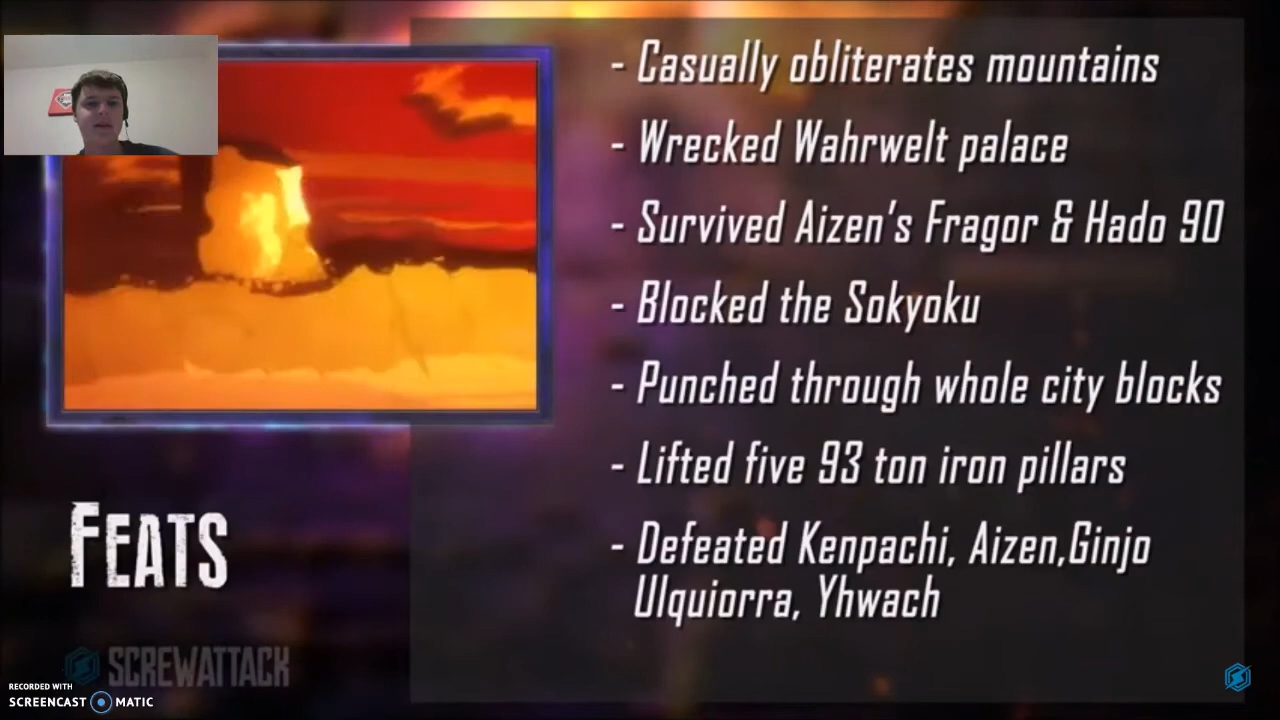 - Casually obliterates mountains
- Wrecked Wahrwelt palace
- Survived Aizen's Fragor & Hado 90
- Blocked the Sokyoku
- Punched through whole city blocks
- Lifted five 93 ton iron pillars
- Defeated Kenpachi, Aizen,Ginjo
Ulquiorra, Yhwach
FEATS
SCREWATTACK
RECORDED WITH
SCREENCAST MATIC